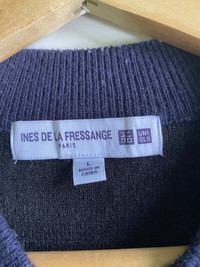 INES DE LA FRESSANGE
PARIS
UNI
QLO
L
MADE IN
CHINA